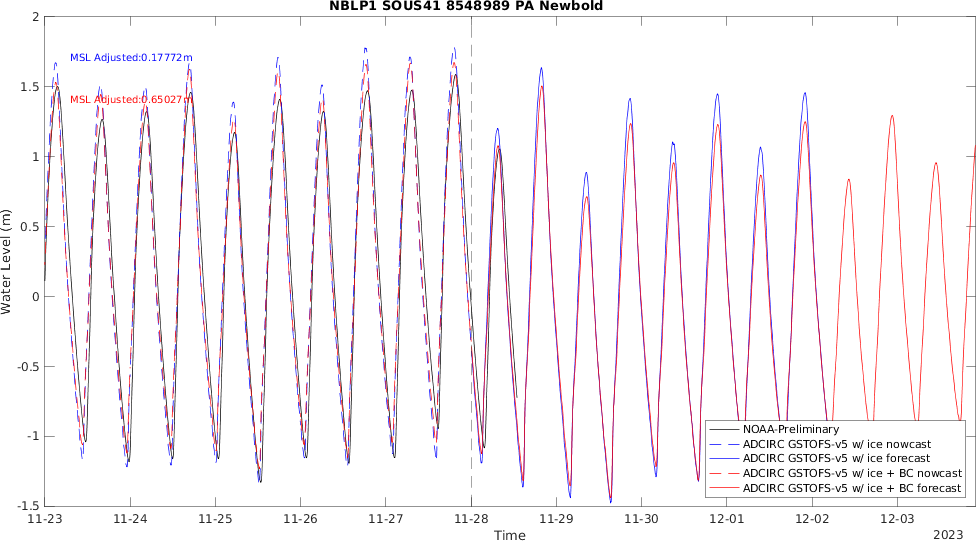 NBLP1 SOUS41 8548989 PA Newbold
MSL Adjusted:0.17772m
MSL Adjusted:0.65027m
Water Level (m)
2
1.5
1
0.5
0
-0.5
-1
-1.5
NOAA-Preliminary
ADCIRC GSTOFS-v5 w/ ice nowcast
ADCIRC GSTOFS-v5 w/ ice forecast
ADCIRC GSTOFS-v5 w/ ice + BC nowcast
ADCIRC GSTOFS-v5 w/ ice + BC forecast
11-23 11-24 11-25 11-26 11-27 11-28 11-29 11-30 12-01 12-02 12-03
Time
2023